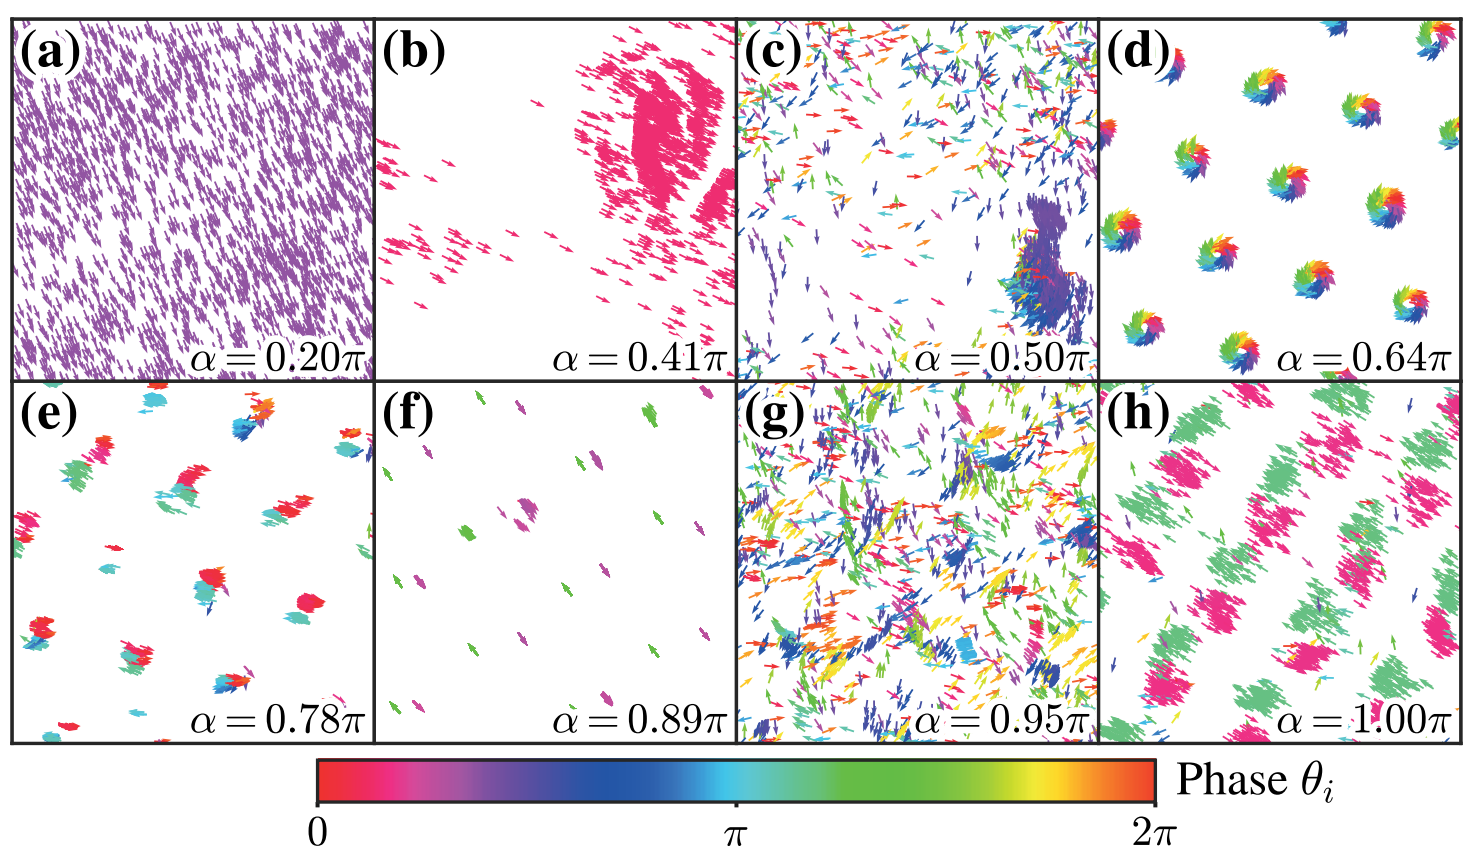 (a) (b) (c) (d)
α = 0.20π α = 0.41π α = 0.50π α = 0.64π
(e) (f) (g) (h)
α = 0.78π α = 0.89π α = 0.95π α = 1.00π
Phase θᵢ
0 π 2π